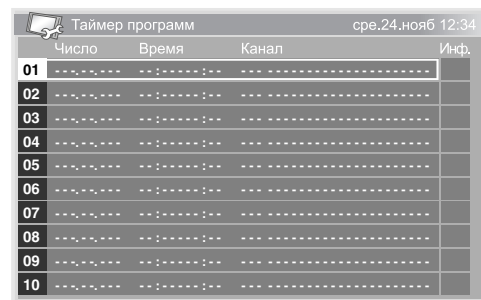 Таймер программ сре.24.нояб 12:34
Число Время Канал Инф.
01 ---.--.--- --:-----:-- --- ----------------------
02 ---.--.--- --:-----:-- --- ----------------------
03 ---.--.--- --:-----:-- --- ----------------------
04 ---.--.--- --:-----:-- --- ----------------------
05 ---.--.--- --:-----:-- --- ----------------------
06 ---.--.--- --:-----:-- --- ----------------------
07 ---.--.--- --:-----:-- --- ----------------------
08 ---.--.--- --:-----:-- --- ----------------------
09 ---.--.--- --:-----:-- --- ----------------------
10 ---.--.--- --:-----:-- --- ----------------------